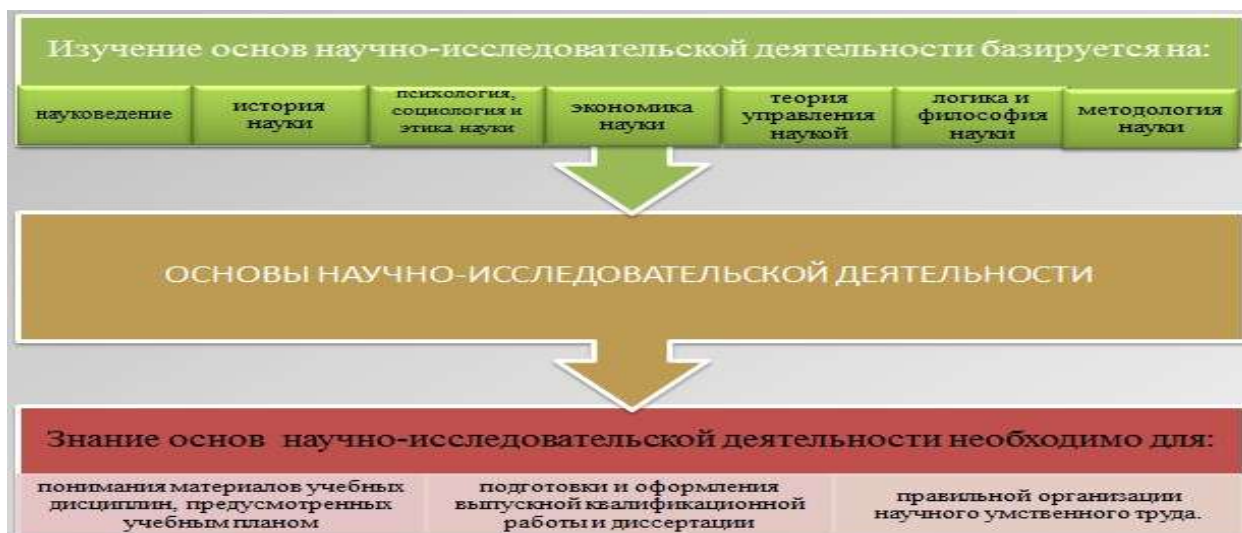 Изучение основ научно-исследовательской деятельности базируется на:
науковедение
история
науки
психология,
социология и
этика науки
экономика
науки
теория
управления
наукой
логика и
философия
науки
методология
науки
ОСНОВЫ НАУЧНО-ИССЛЕДОВАТЕЛЬСКОЙ ДЕЯТЕЛЬНОСТИ
Знание основ научно-исследовательской деятельности необходимо для:
понимания материалов учебных
дисциплин, предусмотренных
учебным планом
подготовки и оформления
выпускной квалификационной
работы и диссертации
правильной организации
научного умственного труда.